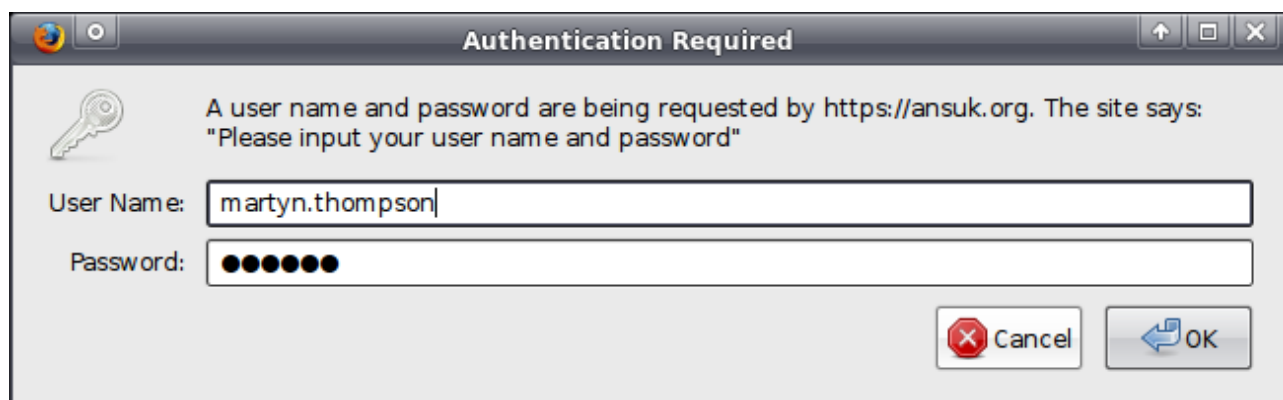 Authentication Required
A user name and password are being requested by https://ansuk.org. The site says:
"Please input your user name and password"
User Name: martyn.thompson
Password: ●●●●●●
Cancel OK